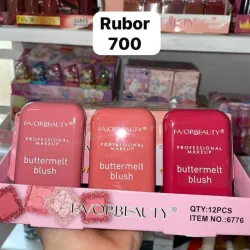 Rubor
700
FAVORBEAUTY®
PROFESSIONAL
MAKEUP
buttermelt
blush
FAVORBEAUTY®
PROFESSIONAL
MAKEUP
buttermelt
blush
FAVORBEAUTY®
PROFESSIONAL
MAKEUP
buttermelt
blush
FAVORBEAUTY®
QTY:12PCS
ITEM NO.:6776